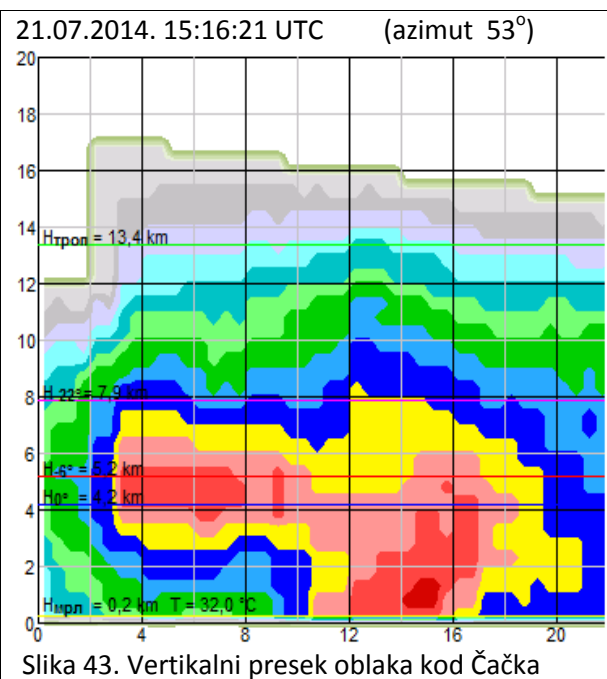 21.07.2014. 15:16:21 UTC (azimut 53°)
20
18
16
14
Hтроп = 13,4 km
12
10
8
H-22° = 7,9 km
6
H-6° = 5,2 km
H0° = 4,2 km
4
2
Hмрл = 0,2 km T = 32,0 °C
0
0 4 8 12 16 20
Slika 43. Vertikalni presek oblaka kod Čačka